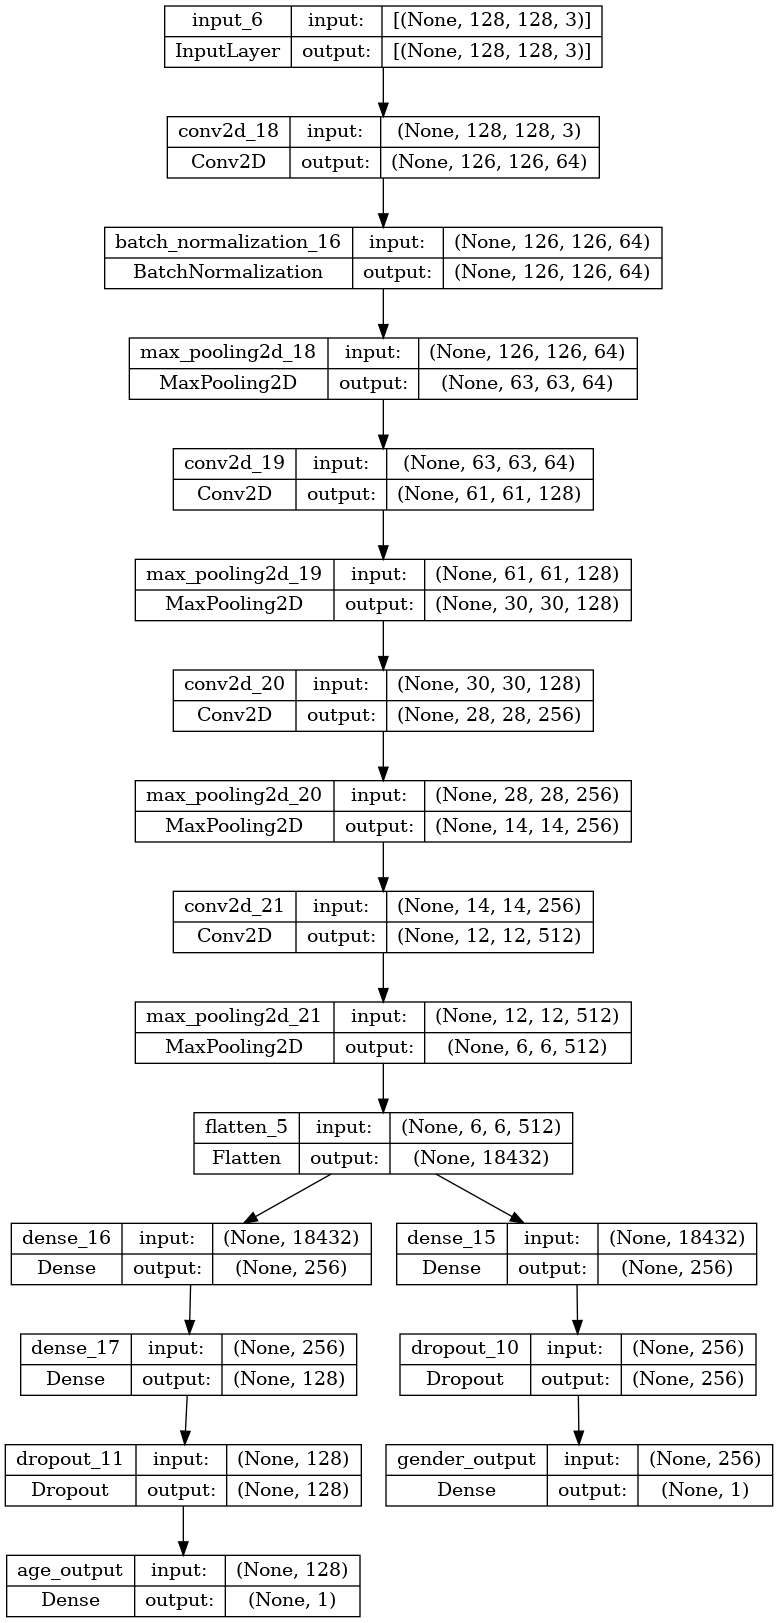 input_6 input: [(None, 128, 128, 3)]
InputLayer output: [(None, 128, 128, 3)]
conv2d_18 input: (None, 128, 128, 3)
Conv2D output: (None, 126, 126, 64)
batch_normalization_16 input: (None, 126, 126, 64)
BatchNormalization output: (None, 126, 126, 64)
max_pooling2d_18 input: (None, 126, 126, 64)
MaxPooling2D output: (None, 63, 63, 64)
conv2d_19 input: (None, 63, 63, 64)
Conv2D output: (None, 61, 61, 128)
max_pooling2d_19 input: (None, 61, 61, 128)
MaxPooling2D output: (None, 30, 30, 128)
conv2d_20 input: (None, 30, 30, 128)
Conv2D output: (None, 28, 28, 256)
max_pooling2d_20 input: (None, 28, 28, 256)
MaxPooling2D output: (None, 14, 14, 256)
conv2d_21 input: (None, 14, 14, 256)
Conv2D output: (None, 12, 12, 512)
max_pooling2d_21 input: (None, 12, 12, 512)
MaxPooling2D output: (None, 6, 6, 512)
flatten_5 input: (None, 6, 6, 512)
Flatten output: (None, 18432)
dense_16 input: (None, 18432)
Dense output: (None, 256)
dense_15 input: (None, 18432)
Dense output: (None, 256)
dense_17 input: (None, 256)
Dense output: (None, 128)
dropout_10 input: (None, 256)
Dropout output: (None, 256)
dropout_11 input: (None, 128)
Dropout output: (None, 128)
gender_output input: (None, 256)
Dense output: (None, 1)
age_output input: (None, 128)
Dense output: (None, 1)